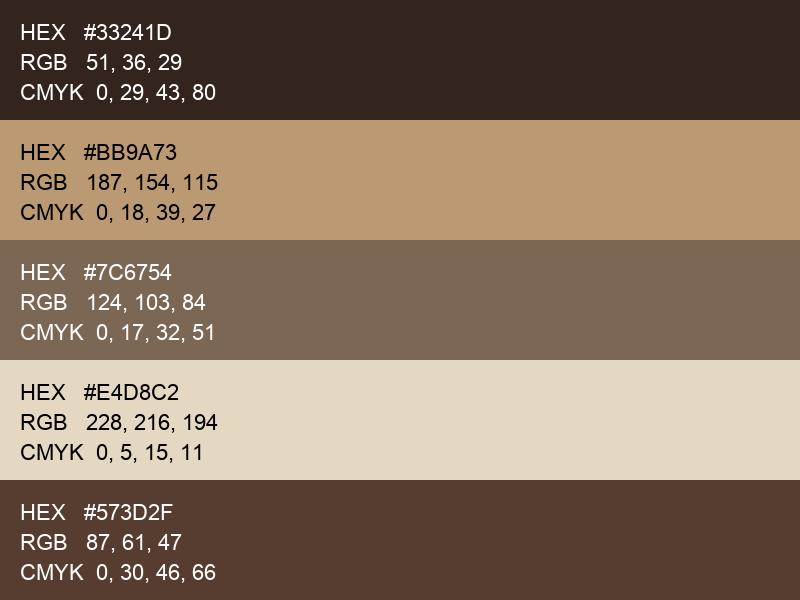 HEX #33241D
RGB 51, 36, 29
CMYK 0, 29, 43, 80
HEX #BB9A73
RGB 187, 154, 115
CMYK 0, 18, 39, 27
HEX #7C6754
RGB 124, 103, 84
CMYK 0, 17, 32, 51
HEX #E4D8C2
RGB 228, 216, 194
CMYK 0, 5, 15, 11
HEX #573D2F
RGB 87, 61, 47
CMYK 0, 30, 46, 66